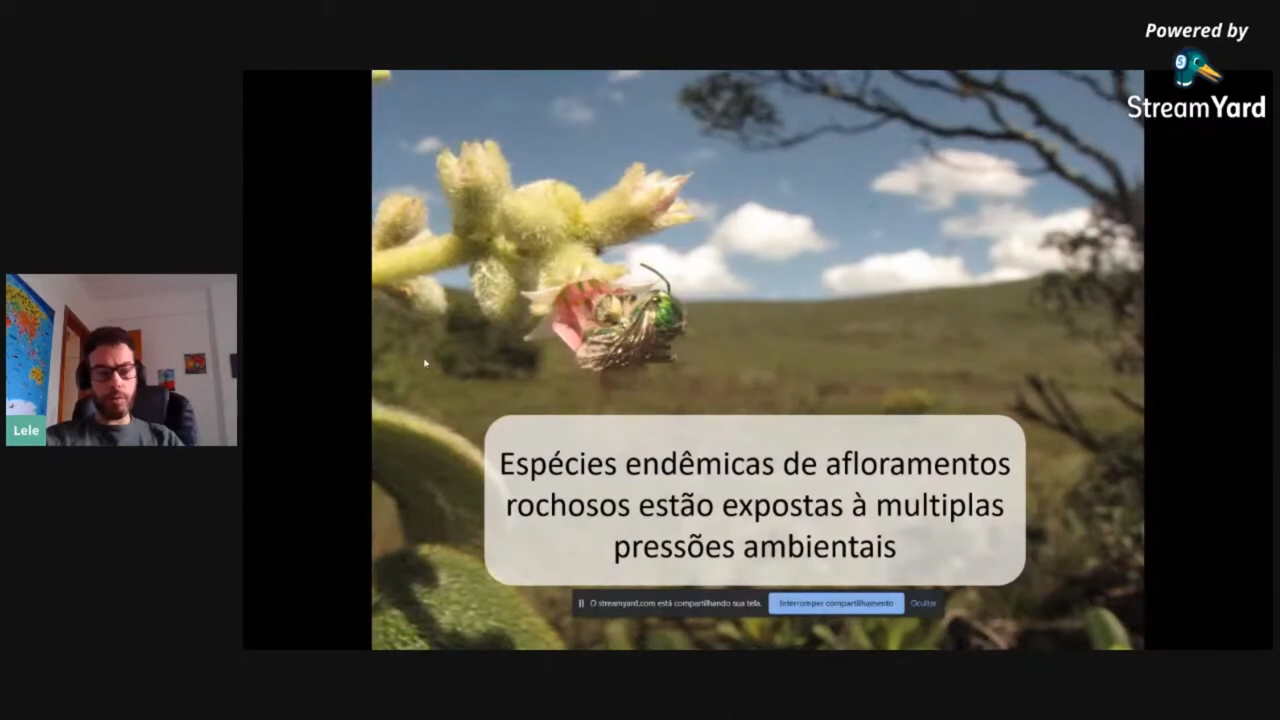 Powered by
StreamYard
Lele
Espécies endêmicas de afloramentos
rochosos estão expostas à multiplas
pressões ambientais
O streamyard.com está compartilhando sua tela.
Interromper compartilhamento
Ocultar